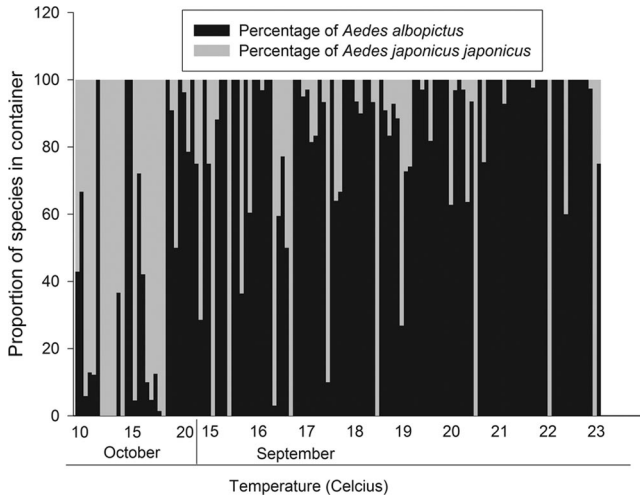 120
Percentage of Aedes albopictus
Percentage of Aedes japonicus japonicus
100
80
60
40
20
0
Proportion of species in container
10 15 20 15 16 17 18 19 20 21 22 23
October September
Temperature (Celcius)